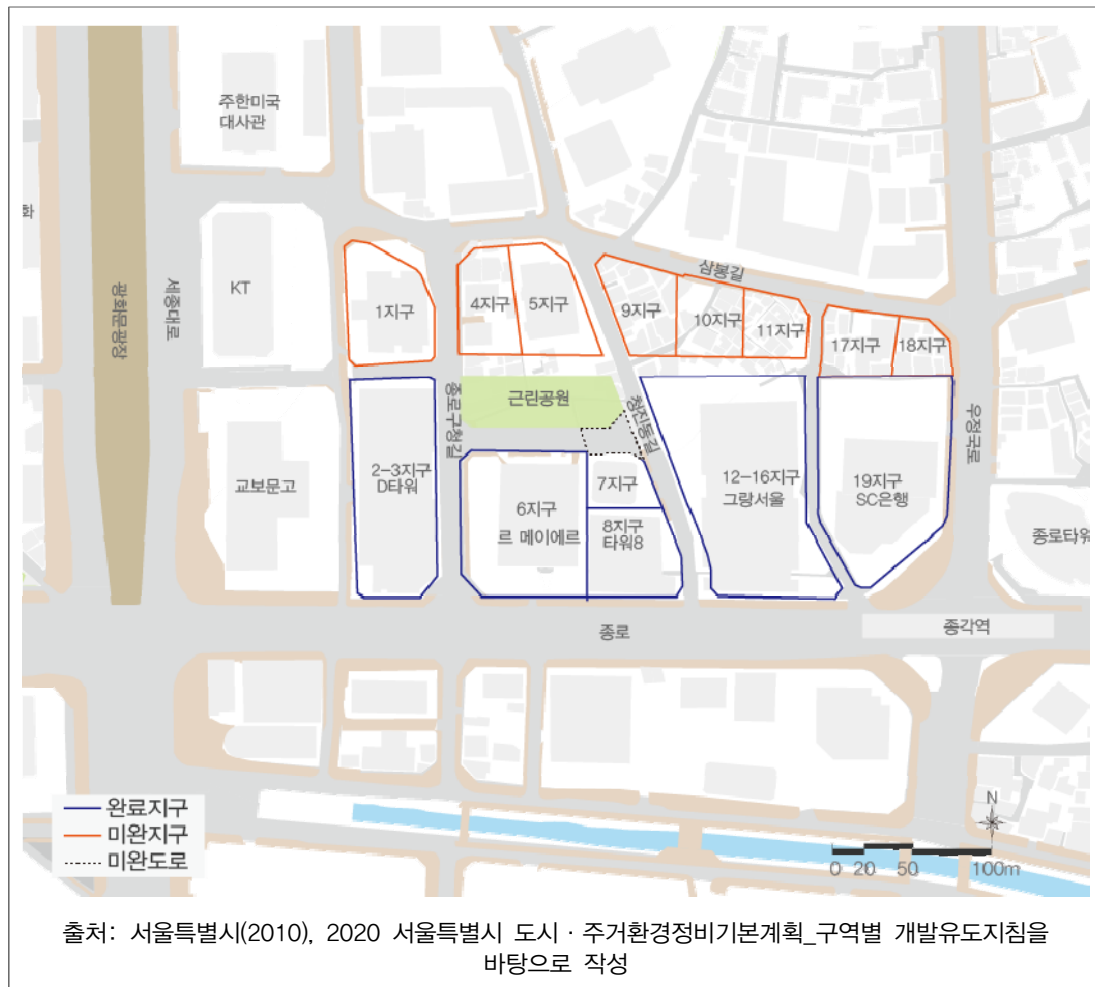 주한미국
대사관
화
KT
광화문광장
세종대로
삼봉길
1지구
4지구
5지구
9지구
10지구
11지구
17지구
18지구
근린공원
종로구청길
청진동길
우정국로
교보문고
2-3지구
D타워
6지구
르 메이에르
7지구
8지구
타워8
12-16지구
그랑서울
19지구
SC은행
종로타워
종로
종각역
완료지구
미완지구
미완도로
N
0 20 50 100m
출처: 서울특별시(2010), 2020 서울특별시 도시 · 주거환경정비기본계획_구역별 개발유도지침을
바탕으로 작성